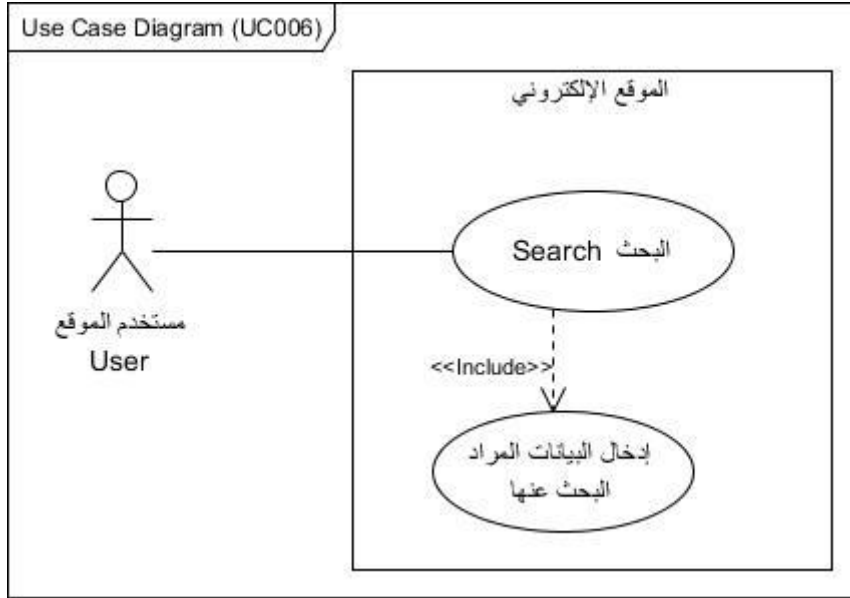 Use Case Diagram (UC006)
الموقع الإلكتروني
البحث Search
مستخدم الموقع
User
<<Include>>
إدخال البيانات المراد
البحث عنها